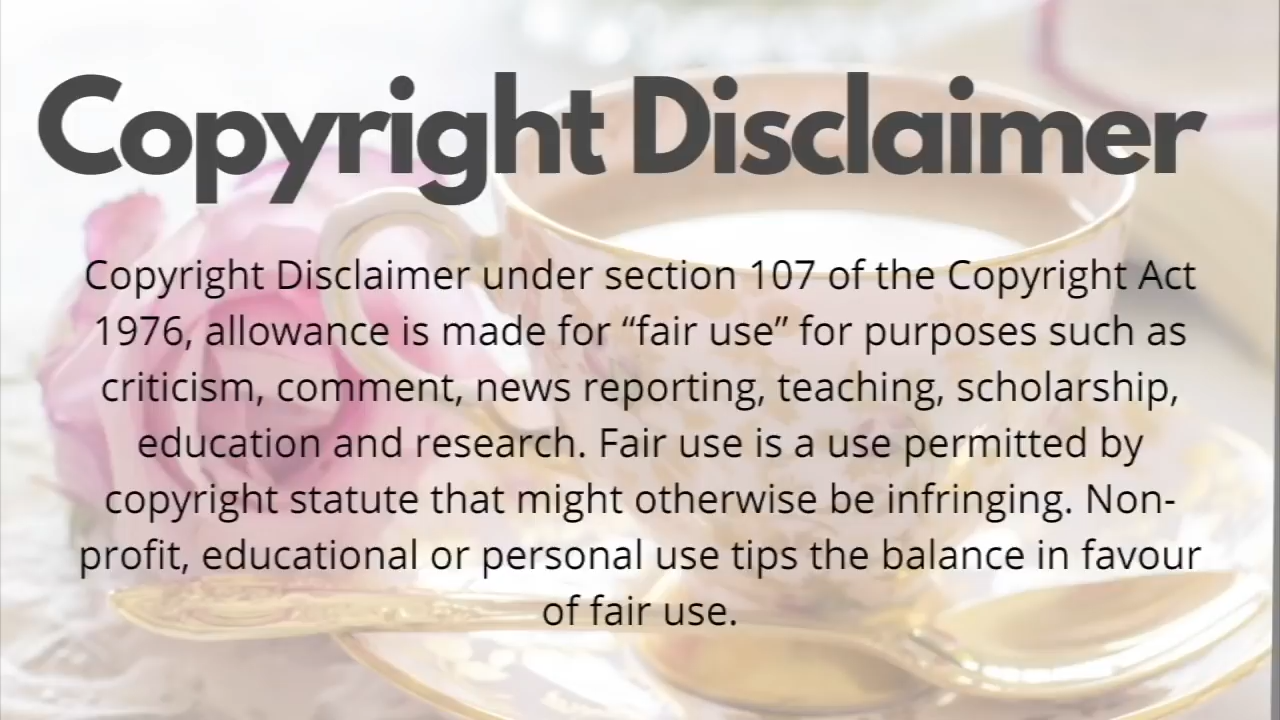 Copyright Disclaimer
Copyright Disclaimer under section 107 of the Copyright Act
1976, allowance is made for “fair use” for purposes such as
criticism, comment, news reporting, teaching, scholarship,
education and research. Fair use is a use permitted by
copyright statute that might otherwise be infringing. Non-
profit, educational or personal use tips the balance in favour
of fair use.